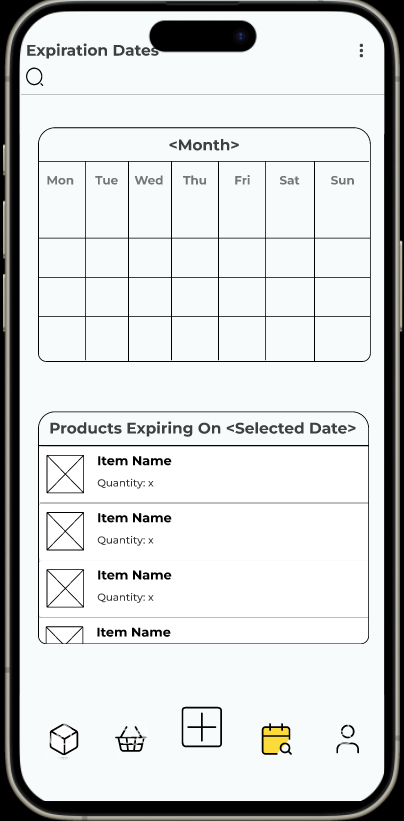 Expiration Dates
<Month>
Mon Tue Wed Thu Fri Sat Sun
Products Expiring On <Selected Date>
Item Name
Quantity: x
Item Name
Quantity: x
Item Name
Quantity: x
Item Name